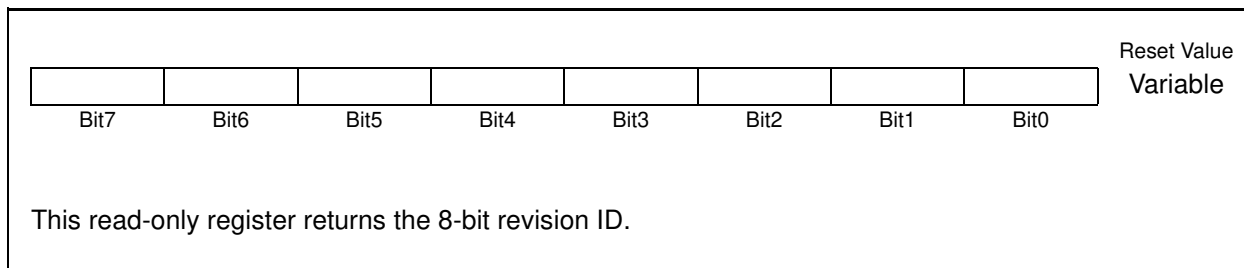 Reset Value
Variable
Bit7 Bit6 Bit5 Bit4 Bit3 Bit2 Bit1 Bit0
This read-only register returns the 8-bit revision ID.